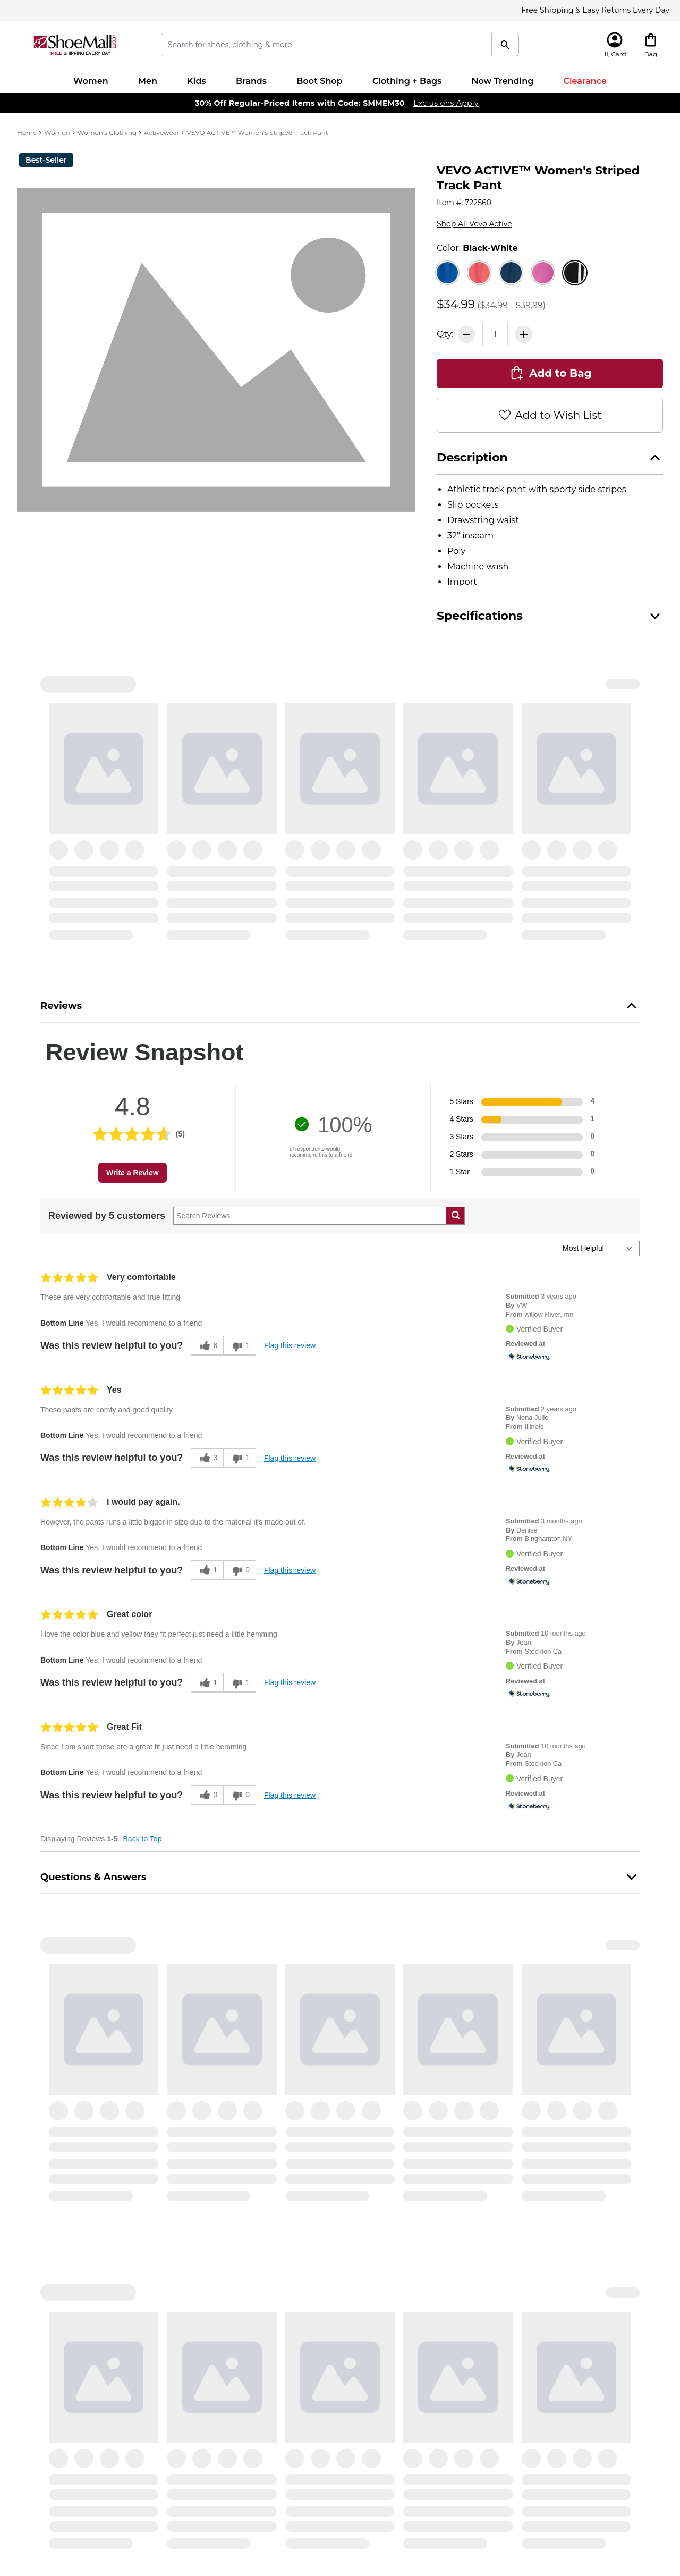 Free Shipping & Easy Returns Every Day
ShoeMall
FREE SHIPPING EVERY DAY
Search for shoes, clothing & more
Hi, Card!
Bag
Women Men Kids Brands Boot Shop Clothing + Bags Now Trending Clearance
30% Off Regular-Priced Items with Code: SMMEM30 Exclusions Apply
Home > Women > Women's Clothing > Activewear > VEVO ACTIVE™ Women's Striped Track Pant
Best-Seller
VEVO ACTIVE™ Women's Striped
Track Pant
Item #: 722560
Shop All Vevo Active
Color: Black-White
$34.99 ($34.99 - $39.99)
Qty: 1
Add to Bag
Add to Wish List
Description
• Athletic track pant with sporty side stripes
• Slip pockets
• Drawstring waist
• 32" inseam
• Poly
• Machine wash
• Import
Specifications
Reviews
Review Snapshot
4.8
(5)
Write a Review
100%
of respondents would
recommend this to a friend
5 Stars 4
4 Stars 1
3 Stars 0
2 Stars 0
1 Star 0
Reviewed by 5 customers
Search Reviews
Most Helpful
Very comfortable
These are very comfortable and true fitting
Bottom Line Yes, I would recommend to a friend
Was this review helpful to you? 6 1 Flag this review
Submitted 3 years ago
By VW
From willow River, mn
Verified Buyer
Reviewed at
Stoneberry
Yes
These pants are comfy and good quality
Bottom Line Yes, I would recommend to a friend
Was this review helpful to you? 3 1 Flag this review
Submitted 2 years ago
By Nona Julie
From Illinois
Verified Buyer
Reviewed at
Stoneberry
I would pay again.
However, the pants runs a little bigger in size due to the material it's made out of.
Bottom Line Yes, I would recommend to a friend
Was this review helpful to you? 1 0 Flag this review
Submitted 3 months ago
By Denise
From Binghamton NY
Verified Buyer
Reviewed at
Stoneberry
Great color
I love the color blue and yellow they fit perfect just need a little hemming
Bottom Line Yes, I would recommend to a friend
Was this review helpful to you? 1 1 Flag this review
Submitted 10 months ago
By Jean
From Stockton Ca
Verified Buyer
Reviewed at
Stoneberry
Great Fit
Since I am short these are a great fit just need a little hemming
Bottom Line Yes, I would recommend to a friend
Was this review helpful to you? 0 0 Flag this review
Submitted 10 months ago
By Jean
From Stockton Ca
Verified Buyer
Reviewed at
Stoneberry
Displaying Reviews 1-5 Back to Top
Questions & Answers